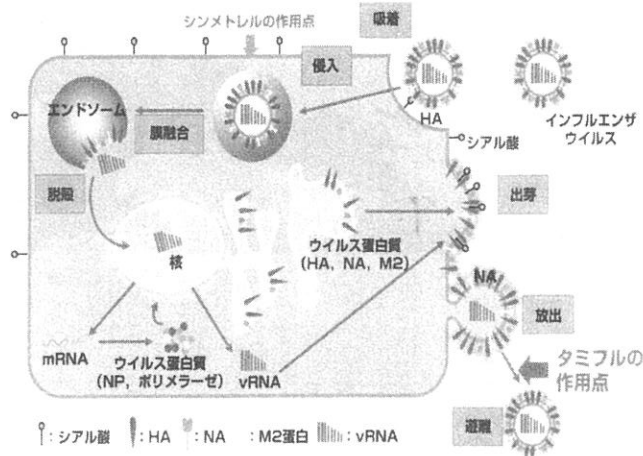 シンメトレルの作用点
吸着
侵入
エンドソーム
膜融合
HA
インフルエンザ
ウイルス
シアル酸
脱殻
出芽
核
ウイルス蛋白質
(HA, NA, M2)
NA
放出
mRNA
ウイルス蛋白質
(NP, ポリメラーゼ)
vRNA
タミフルの
作用点
遊離
:シアル酸 :HA :NA :M2蛋白 :vRNA